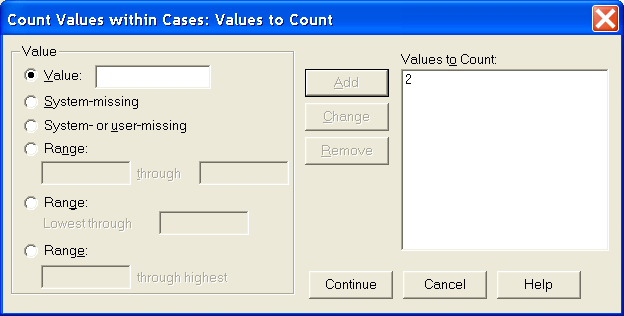 Count Values within Cases: Values to Count
Value
Value:
System-missing
System- or user-missing
Range:
through
Range:
Lowest through
Range:
through highest
Add
Change
Remove
Values to Count:
2
Continue
Cancel
Help